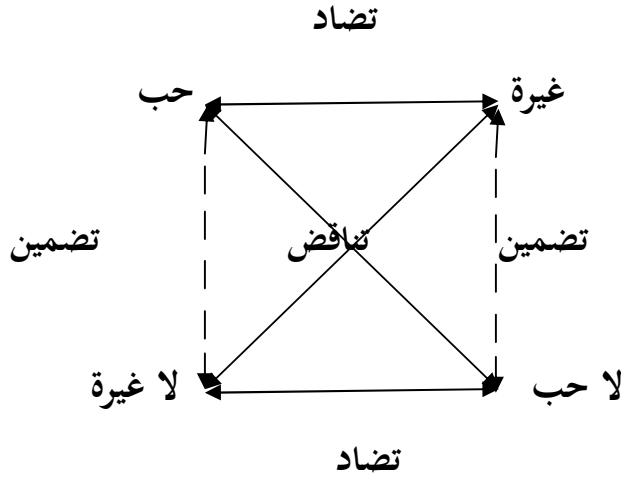 تضاد
غيرة
حب
تضمين
تناقض
تضمين
لا حب
لا غيرة
تضاد